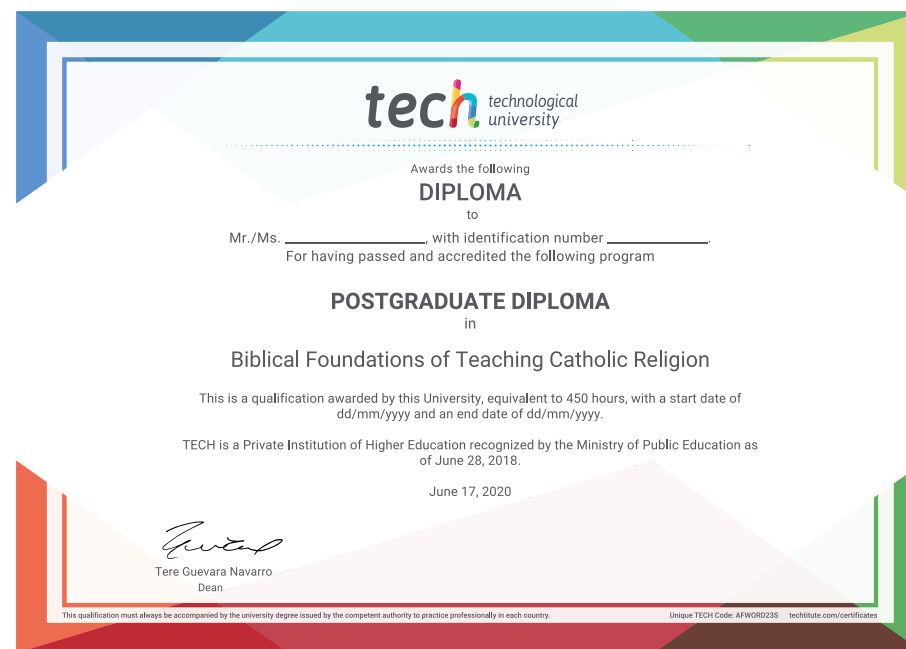 tech technological
university
Awards the following
DIPLOMA
to
Mr./Ms. ________________, with identification number ____________.
For having passed and accredited the following program
POSTGRADUATE DIPLOMA
in
Biblical Foundations of Teaching Catholic Religion
This is a qualification awarded by this University, equivalent to 450 hours, with a start date of
dd/mm/yyyy and an end date of dd/mm/yyyy.
TECH is a Private Institution of Higher Education recognized by the Ministry of Public Education as
of June 28, 2018.
June 17, 2020
Tere Guevara Navarro
Dean
This qualification must always be accompanied by the university degree issued by the competent authority to practice professionally in each country.
Unique TECH Code: AFWORD23S techtitute.com/certificates